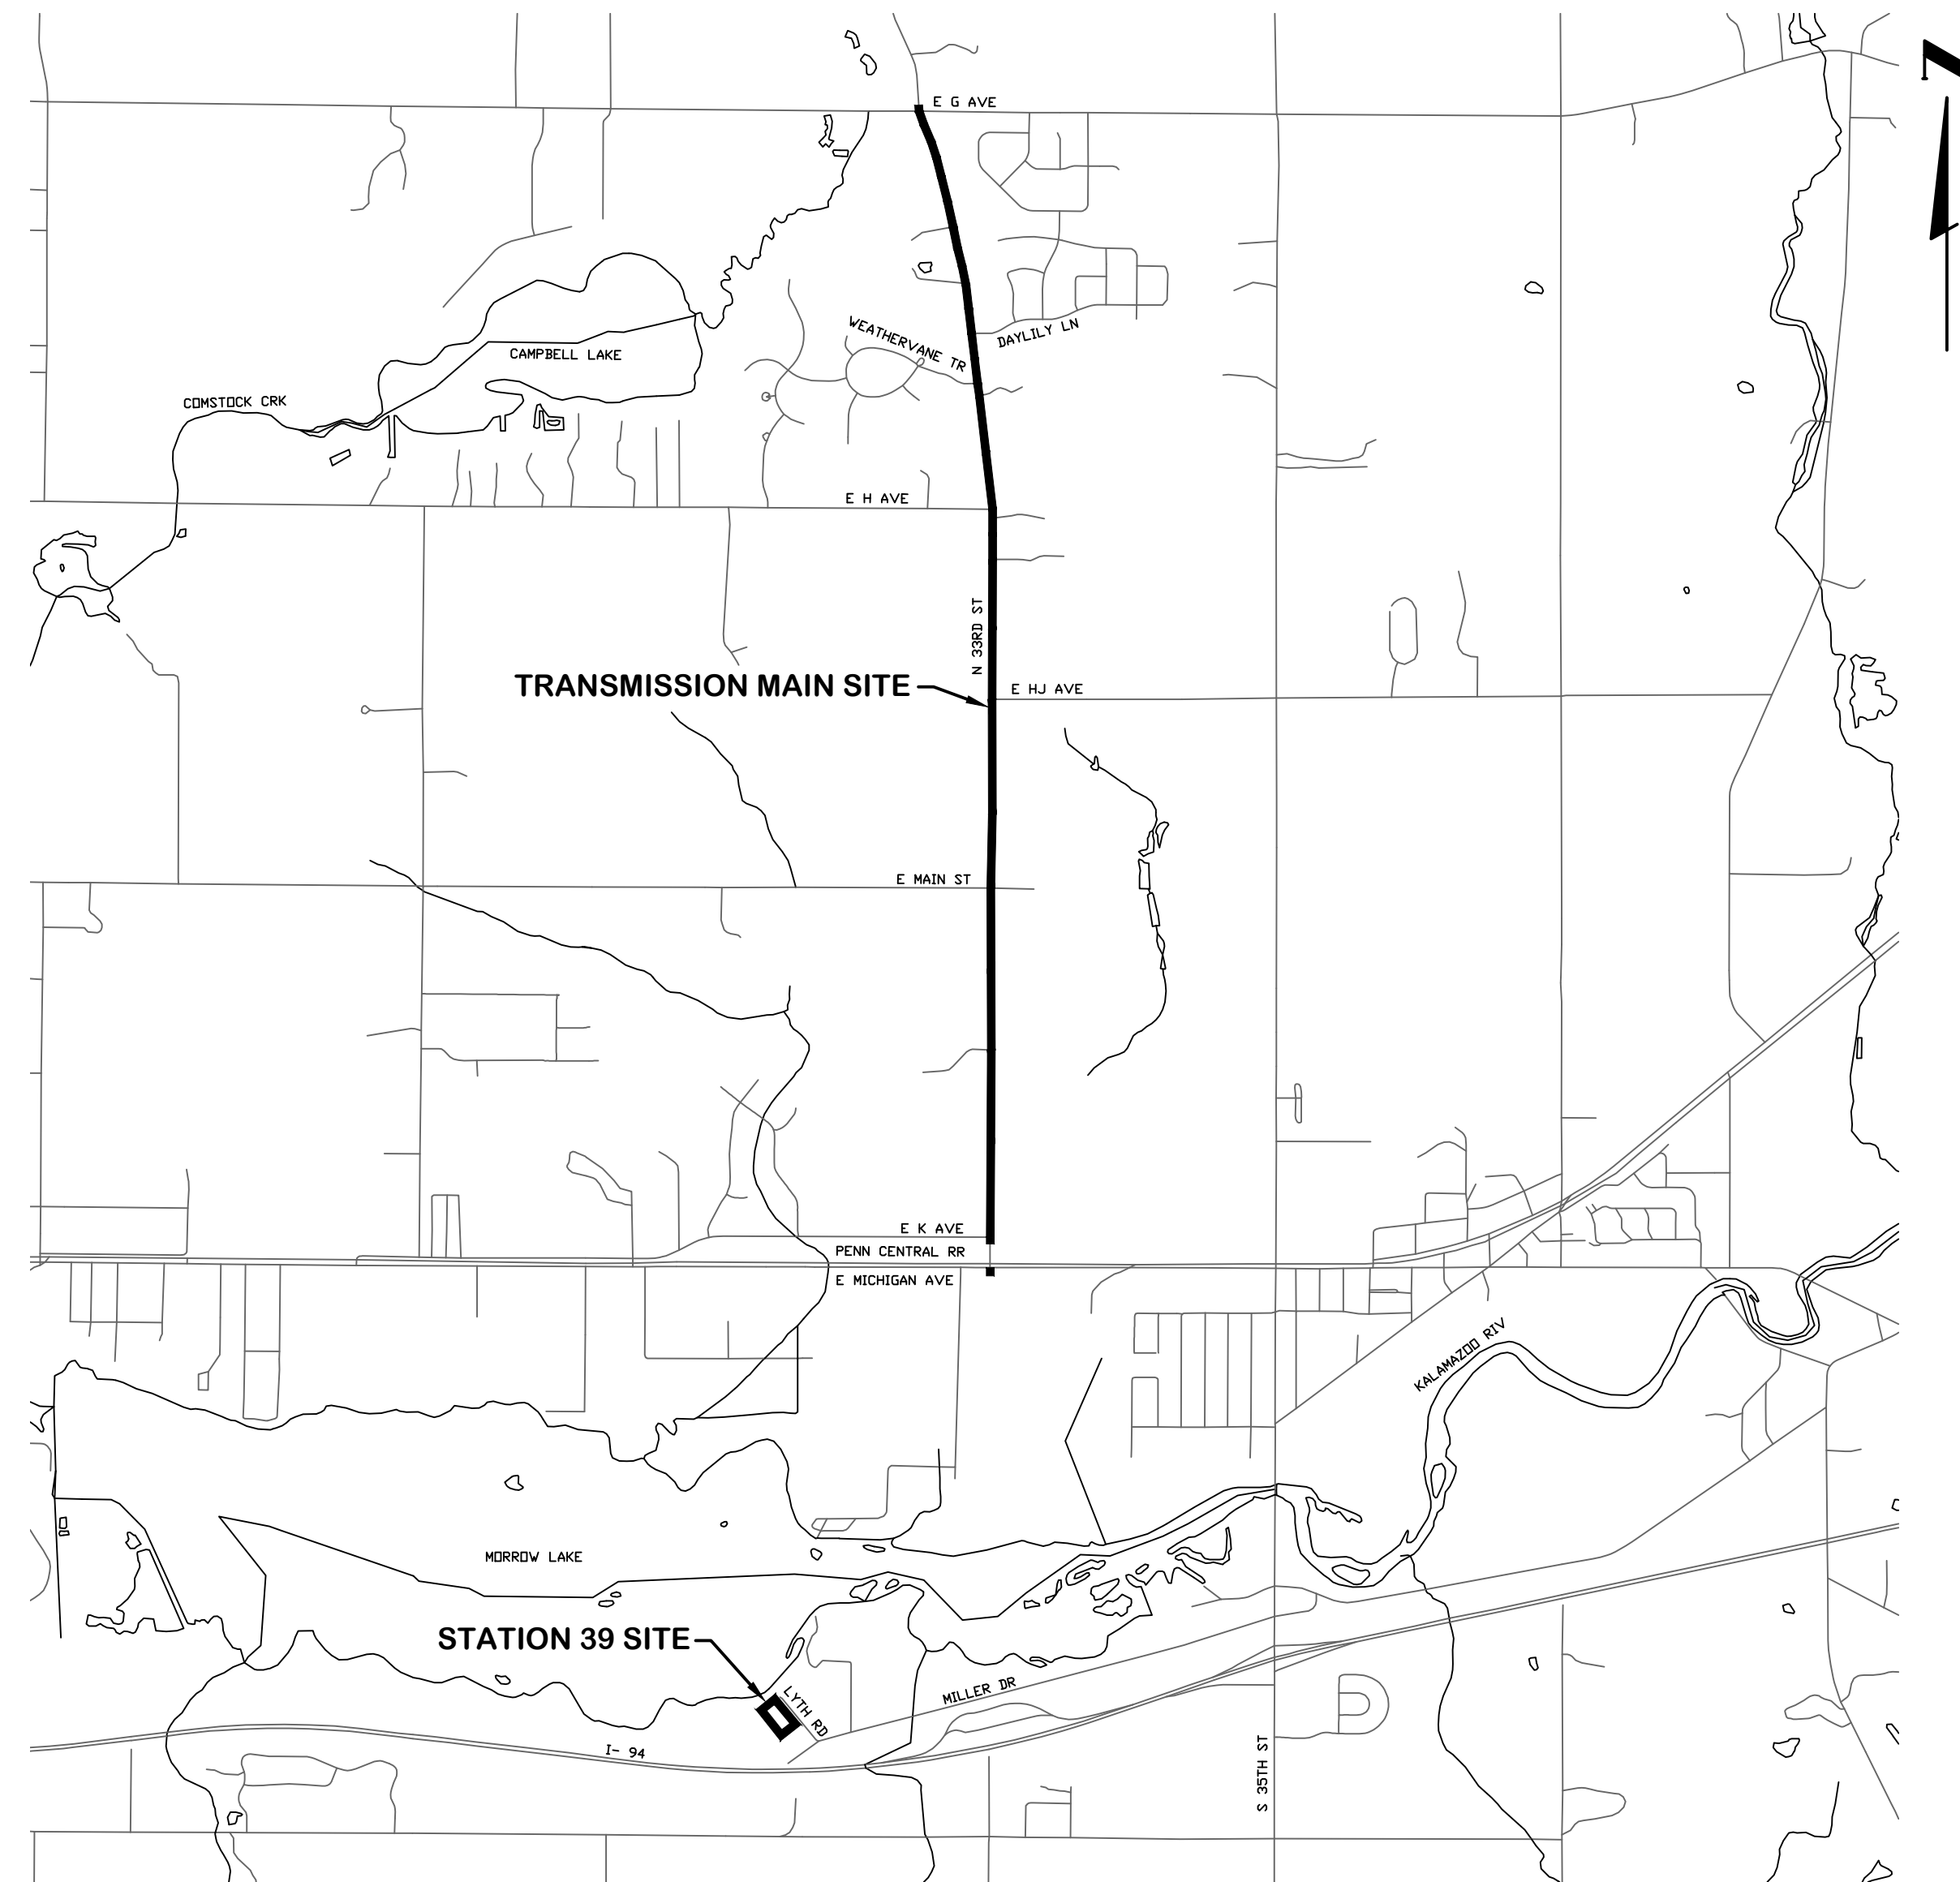 E G AVE
N
WEATHERVANE TR
DAYLILY LN
CAMPBELL LAKE
COMSTOCK CRK
E H AVE
N 33RD ST
TRANSMISSION MAIN SITE
E HJ AVE
E MAIN ST
E K AVE
PENN CENTRAL RR
E MICHIGAN AVE
KALAMAZOO RIV
MORROW LAKE
STATION 39 SITE
LYTH RD
MILLER DR
I- 94
S 35TH ST